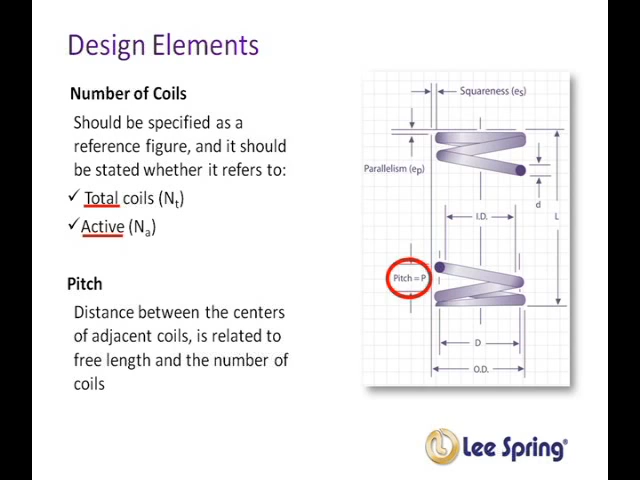 Design Elements
Number of Coils
Should be specified as a
reference figure, and it should
be stated whether it refers to:
✓ Total coils (Nt)
✓ Active (Na)
Pitch
Distance between the centers
of adjacent coils, is related to
free length and the number of
coils
Squareness (es)
Parallelism (ep)
d
I.D.
L
Pitch = P
D
O.D.
Lee Spring®